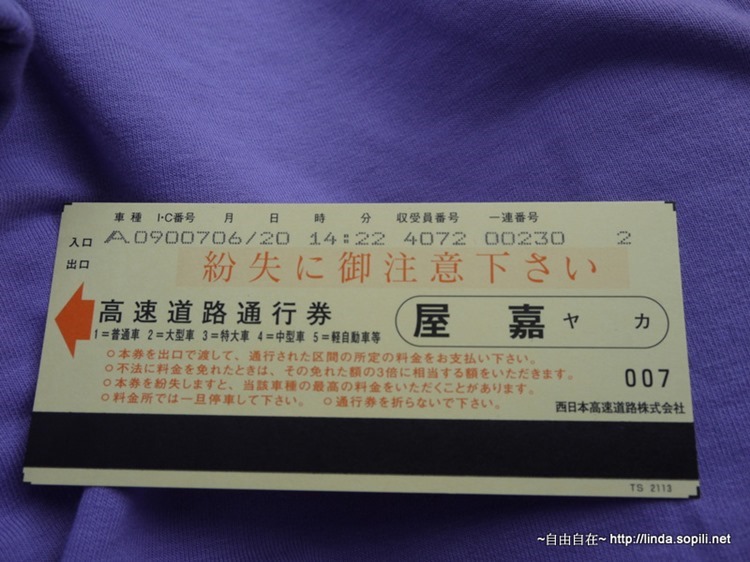 車種 I・C番号 月 日 時 分 収受員番号 一連番号
入口 A0900706/20 14時22 4072 00230 2
出口
紛失に御注意下さい
高速道路通行券
屋嘉 ヤカ
1=普通車 2=大型車 3=特大車 4=中型車 5=軽自動車等
○本券を出口で渡して、通行された区間の所定の料金をお支払い下さい。
○不法に料金を免れたときは、その免れた額の3倍に相当する額をいただきます。
○本券を紛失しますと、当該車種の最高の料金をいただくことがあります。
○料金所では一旦停車して下さい。 ○通行券を折らないで下さい。
007
西日本高速道路株式会社
TS 2113
~自由自在~ http://linda.sopili.net